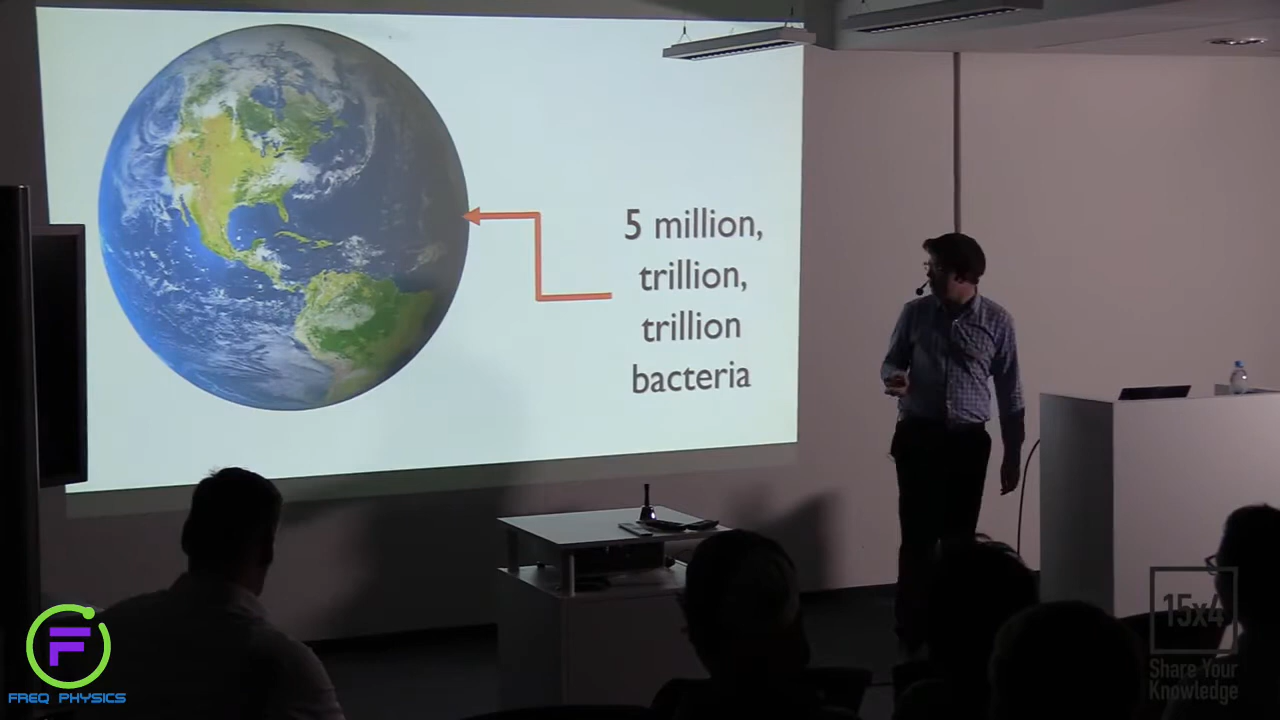 5 million,
trillion,
trillion
bacteria
F
FREQ PHYSICS
15x4
Share Your
Knowledge